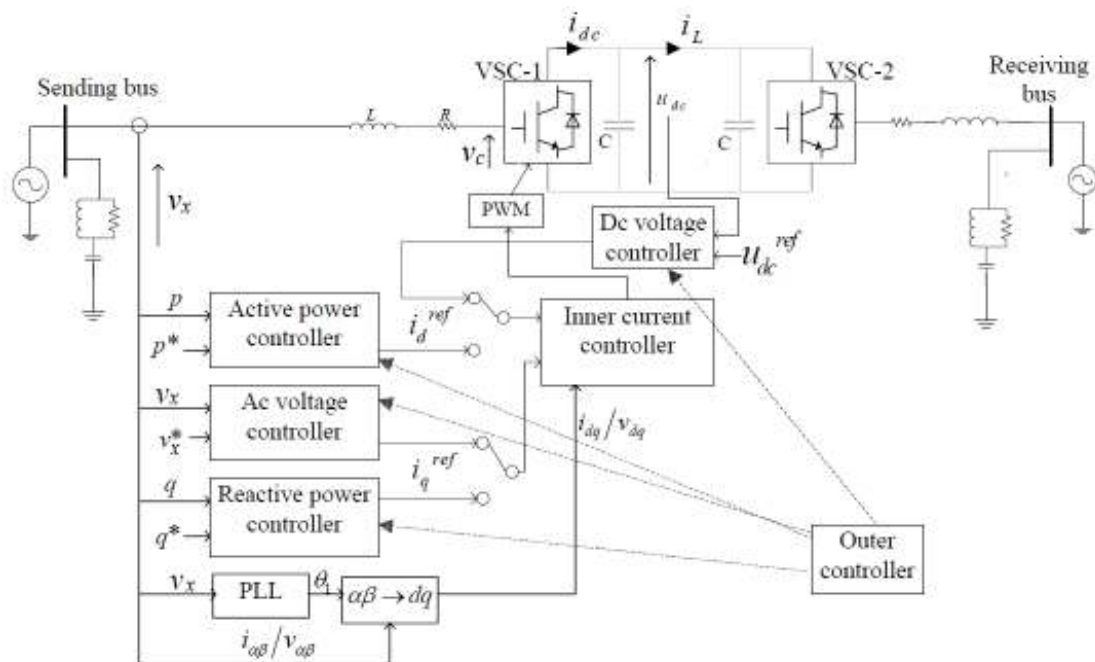 i_dc
i_L
Sending bus
VSC-1
VSC-2
Receiving
bus
L
R
u_dc
C
C
v_c
v_x
PWM
Dc voltage
controller
u_dc^ref
p
Active power
controller
i_d^ref
Inner current
controller
p*
v_x
Ac voltage
controller
i_dq/v_dq
v_x*
i_q^ref
q
Reactive power
controller
q*
Outer
controller
v_x
PLL
θ_1
αβ → dq
i_αβ/v_αβ